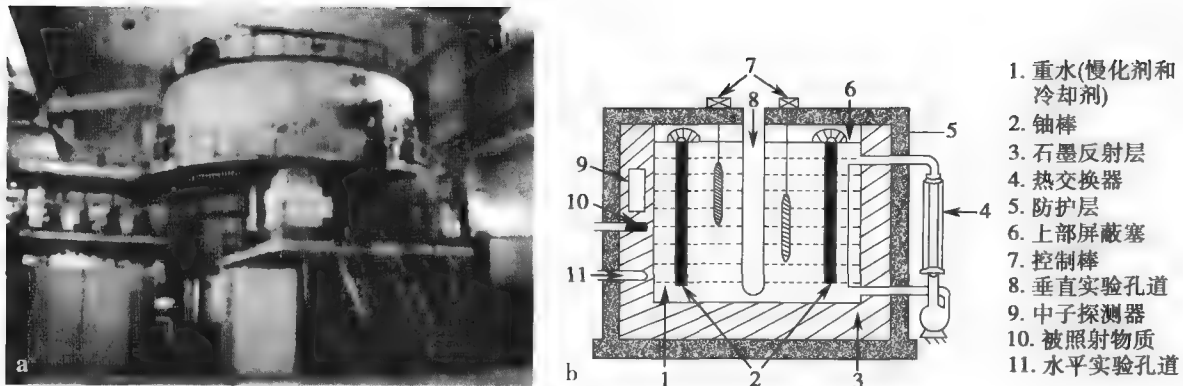 a
b
7
8
6
5
9
10
11
4
1
2
3
1. 重水(慢化剂和
冷却剂)
2. 铀棒
3. 石墨反射层
4. 热交换器
5. 防护层
6. 上部屏蔽塞
7. 控制棒
8. 垂直实验孔道
9. 中子探测器
10. 被照射物质
11. 水平实验孔道